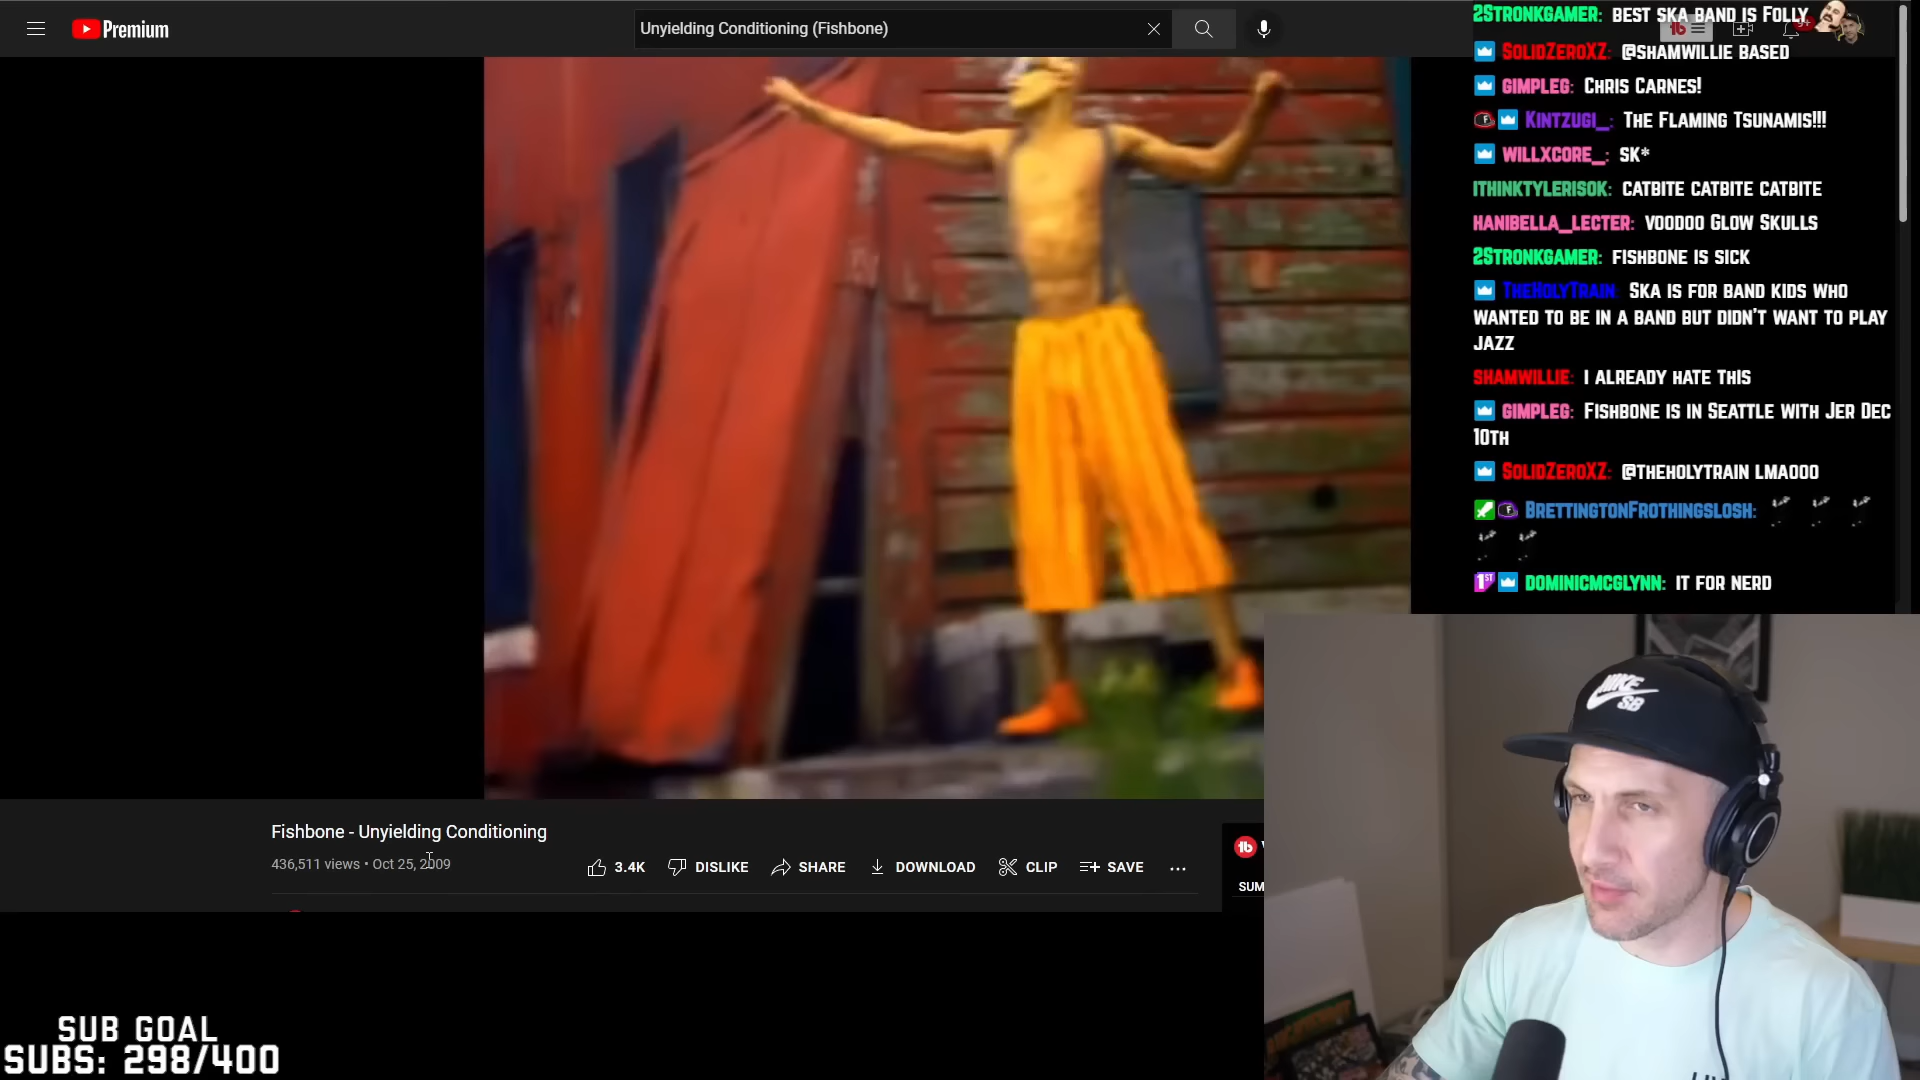 Premium
Unyielding Conditioning (Fishbone)
2StronkGamer: best ska band is Folly
SolidZeroXZ: @shamwillie based
gimpleg: Chris Carnes!
Kintzugi_: The Flaming Tsunamis!!!
willxcore_: sk*
ithinktylerisok: catbite catbite catbite
hanibella_lecter: Voodoo Glow Skulls
2StronkGamer: Fishbone is sick
TheHolyTrain: Ska is for band kids who
wanted to be in a band but didn't want to play
jazz
shamwillie: i already hate this
gimpleg: Fishbone is in Seattle with Jer Dec
10th
SolidZeroXZ: @theholytrain lmaooo
BrettingtonFrothingslosh:
1ST dominicmcglynn: it for nerd
NIKE
SB
Fishbone - Unyielding Conditioning
436,511 views • Oct 25, 2009
3.4K
DISLIKE
SHARE
DOWNLOAD
CLIP
SAVE
SUB GOAL
SUBS: 298/400